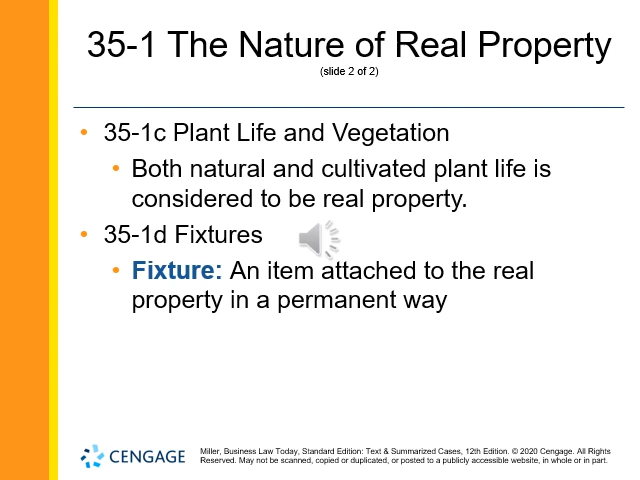 35-1 The Nature of Real Property
(slide 2 of 2)
• 35-1c Plant Life and Vegetation
• Both natural and cultivated plant life is
considered to be real property.
• 35-1d Fixtures
• Fixture: An item attached to the real
property in a permanent way
CENGAGE
Miller, Business Law Today, Standard Edition: Text & Summarized Cases, 12th Edition. © 2020 Cengage. All Rights
Reserved. May not be scanned, copied or duplicated, or posted to a publicly accessible website, in whole or in part.